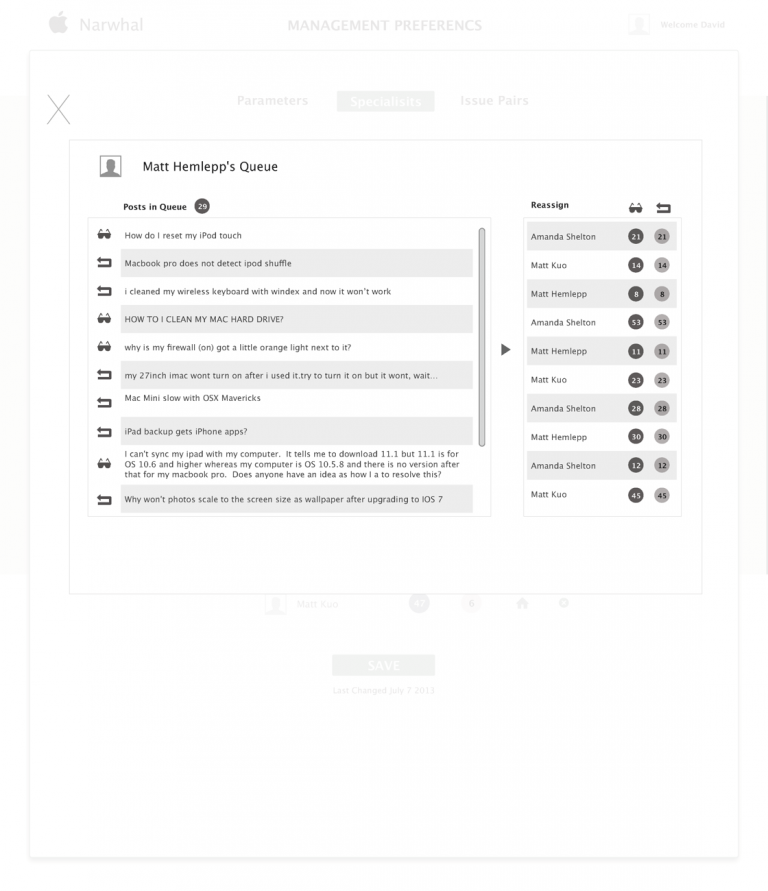 Narwhal
MANAGEMENT PREFERENCS
Welcome David
Parameters
Specialisits
Issue Pairs
Matt Hemlepp's Queue
Posts in Queue 29
How do I reset my iPod touch
Macbook pro does not detect ipod shuffle
i cleaned my wireless keyboard with windex and now it won't work
HOW TO I CLEAN MY MAC HARD DRIVE?
why is my firewall (on) got a little orange light next to it?
my 27inch imac wont turn on after i used it.try to turn it on but it wont, wait...
Mac Mini slow with OSX Mavericks
iPad backup gets iPhone apps?
I can't sync my ipad with my computer. It tells me to download 11.1 but 11.1 is for
OS 10.6 and higher whereas my computer is OS 10.5.8 and there is no version after
that for my macbook pro. Does anyone have an idea as how I a to resolve this?
Why won't photos scale to the screen size as wallpaper after upgrading to IOS 7
Reassign
Amanda Shelton 21 21
Matt Kuo 14 14
Matt Hemlepp 8 8
Amanda Shelton 53 53
Matt Hemlepp 11 11
Matt Kuo 23 23
Amanda Shelton 28 28
Matt Hemlepp 30 30
Amanda Shelton 12 12
Matt Kuo 45 45
Matt Kuo 47 6
SAVE
Last Changed July 7 2013